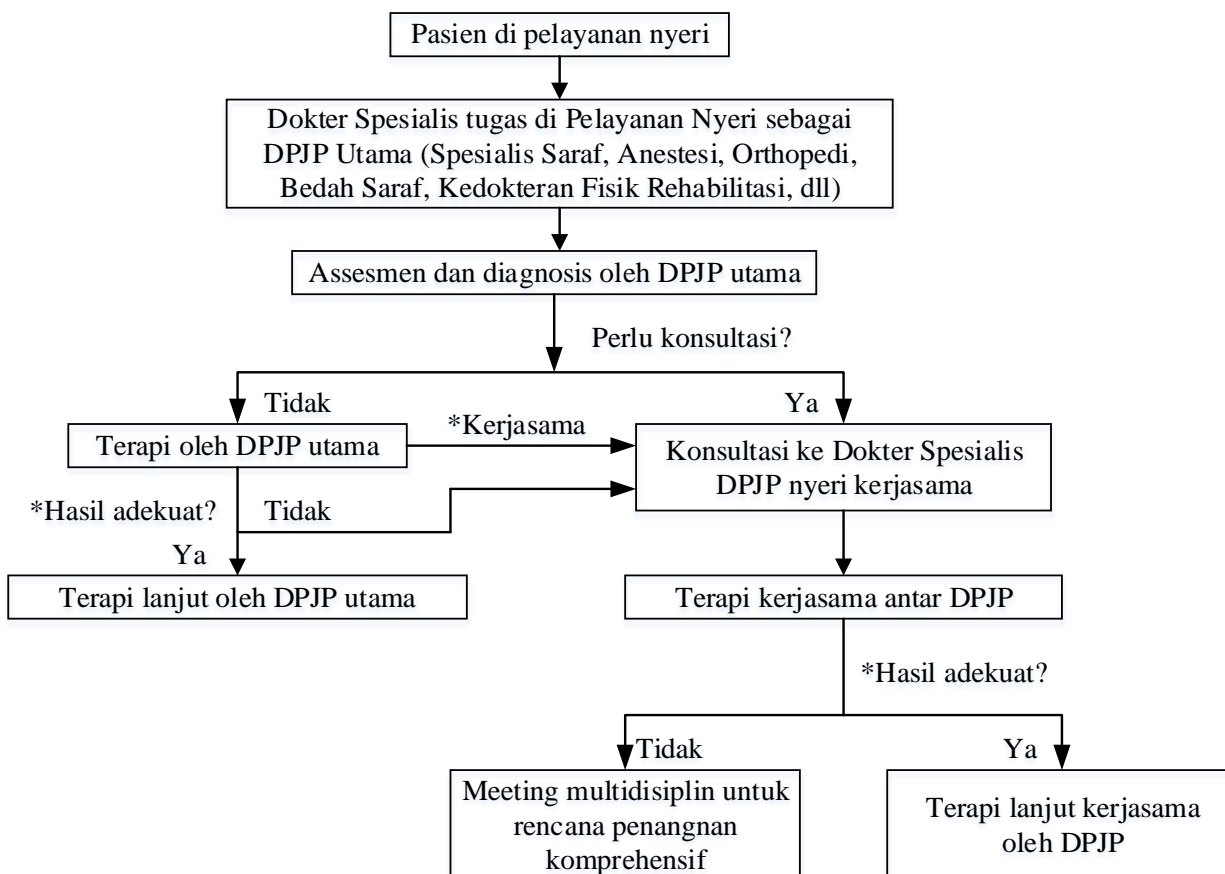 Pasien di pelayanan nyeri
Dokter Spesialis tugas di Pelayanan Nyeri sebagai
DPJP Utama (Spesialis Saraf, Anestesi, Orthopedi,
Bedah Saraf, Kedokteran Fisik Rehabilitasi, dll)
Assesmen dan diagnosis oleh DPJP utama
Perlu konsultasi?
Tidak
Ya
Terapi oleh DPJP utama
*Kerjasama
Konsultasi ke Dokter Spesialis
DPJP nyeri kerjasama
*Hasil adekuat?
Tidak
Ya
Terapi lanjut oleh DPJP utama
Terapi kerjasama antar DPJP
*Hasil adekuat?
Tidak
Ya
Meeting multidisiplin untuk
rencana penangnan
komprehensif
Terapi lanjut kerjasama
oleh DPJP